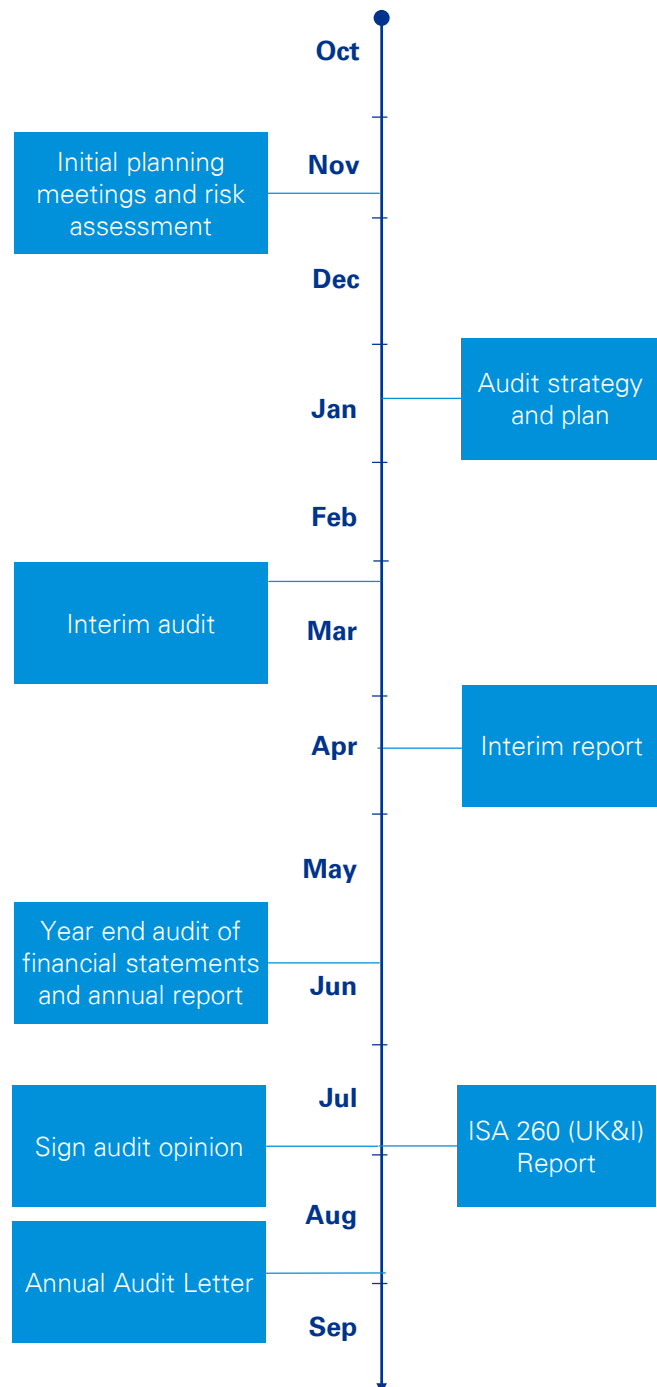 Oct
Initial planning
meetings and risk
assessment
Nov
Dec
Audit strategy
and plan
Jan
Feb
Interim audit
Mar
Apr
Interim report
May
Year end audit of
financial statements
and annual report
Jun
Jul
Sign audit opinion
ISA 260 (UK&I)
Report
Aug
Annual Audit Letter
Sep